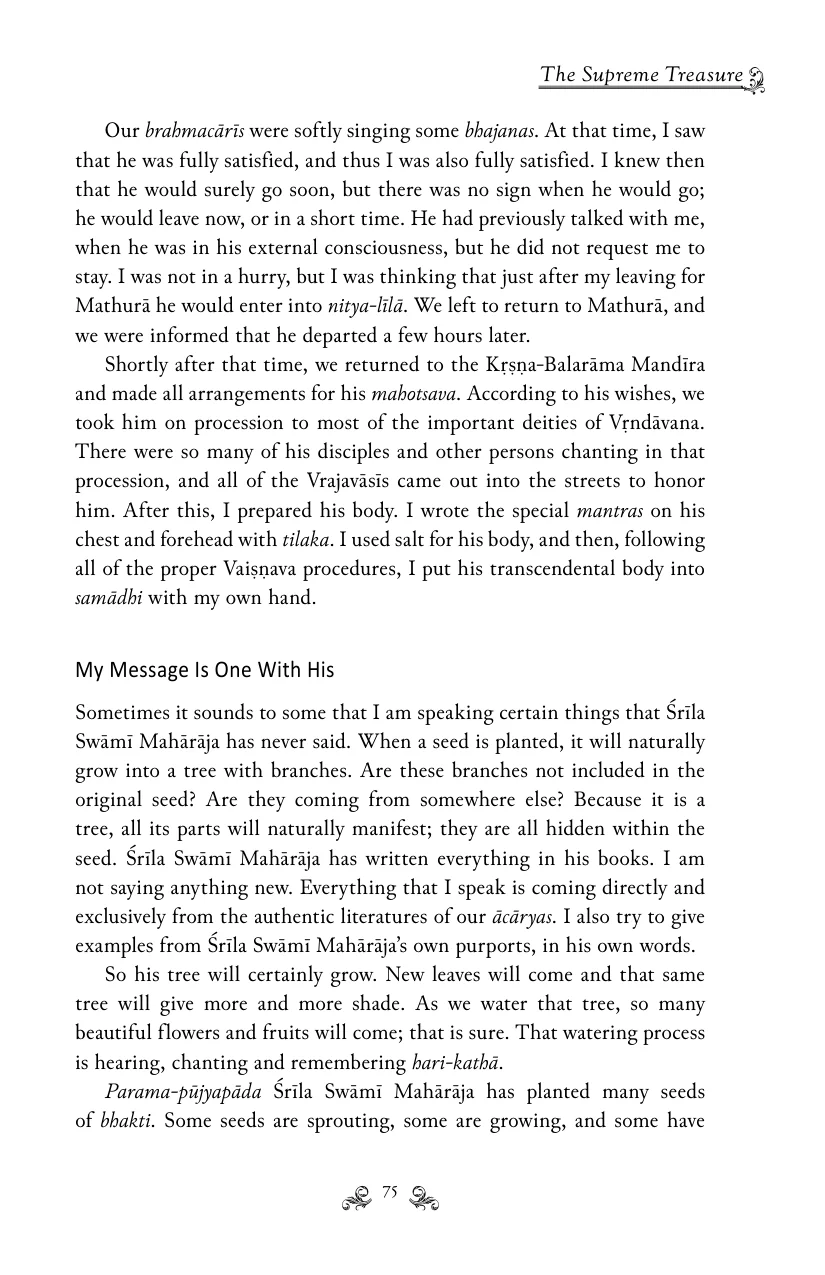 The Supreme Treasure
Our brahmacārīs were softly singing some bhajanas. At that time, I saw
that he was fully satisfied, and thus I was also fully satisfied. I knew then
that he would surely go soon, but there was no sign when he would go;
he would leave now, or in a short time. He had previously talked with me,
when he was in his external consciousness, but he did not request me to
stay. I was not in a hurry, but I was thinking that just after my leaving for
Mathurā he would enter into nitya-līlā. We left to return to Mathurā, and
we were informed that he departed a few hours later.
Shortly after that time, we returned to the Kṛṣṇa-Balarāma Mandīra
and made all arrangements for his mahotsava. According to his wishes, we
took him on procession to most of the important deities of Vṛndāvana.
There were so many of his disciples and other persons chanting in that
procession, and all of the Vrajavāsīs came out into the streets to honor
him. After this, I prepared his body. I wrote the special mantras on his
chest and forehead with tilaka. I used salt for his body, and then, following
all of the proper Vaiṣṇava procedures, I put his transcendental body into
samādhi with my own hand.
My Message Is One With His
Sometimes it sounds to some that I am speaking certain things that Śrīla
Swāmī Mahārāja has never said. When a seed is planted, it will naturally
grow into a tree with branches. Are these branches not included in the
original seed? Are they coming from somewhere else? Because it is a
tree, all its parts will naturally manifest; they are all hidden within the
seed. Śrīla Swāmī Mahārāja has written everything in his books. I am
not saying anything new. Everything that I speak is coming directly and
exclusively from the authentic literatures of our ācāryas. I also try to give
examples from Śrīla Swāmī Mahārāja’s own purports, in his own words.
So his tree will certainly grow. New leaves will come and that same
tree will give more and more shade. As we water that tree, so many
beautiful flowers and fruits will come; that is sure. That watering process
is hearing, chanting and remembering hari-kathā.
Parama-pūjyapāda Śrīla Swāmī Mahārāja has planted many seeds
of bhakti. Some seeds are sprouting, some are growing, and some have
75